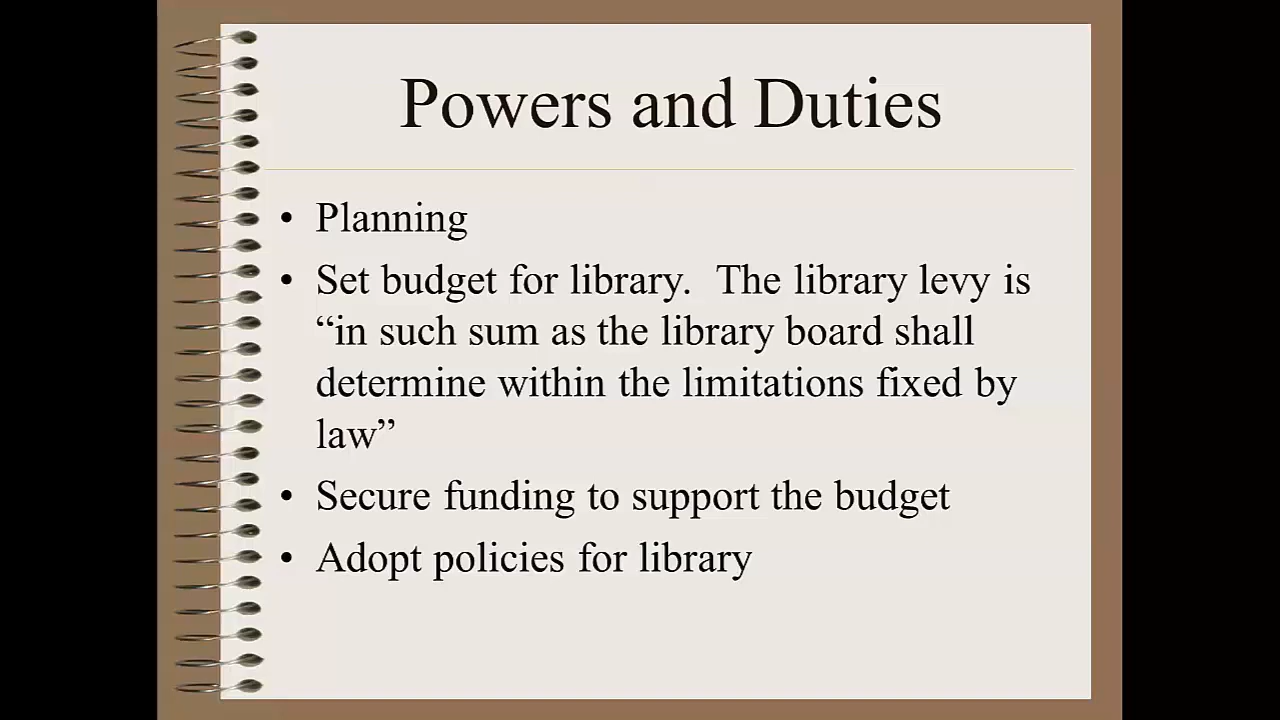 Powers and Duties
• Planning
• Set budget for library.  The library levy is
“in such sum as the library board shall
determine within the limitations fixed by
law”
• Secure funding to support the budget
• Adopt policies for library